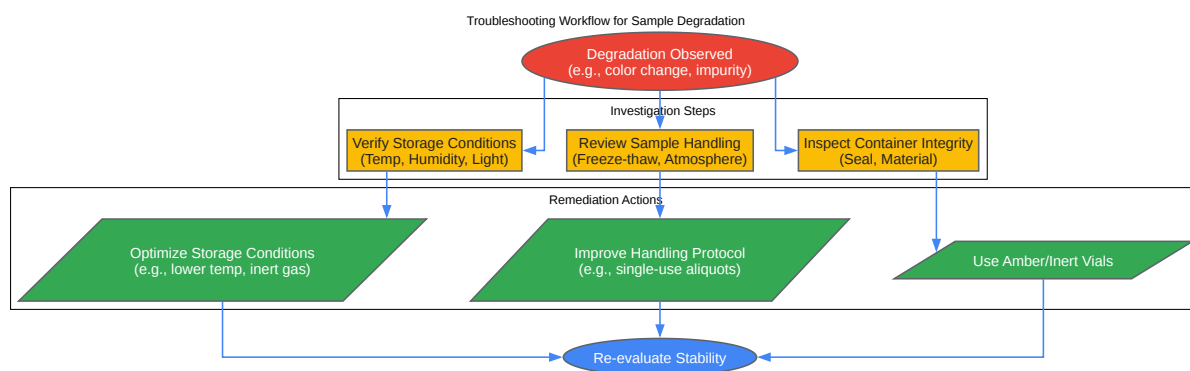 Troubleshooting Workflow for Sample Degradation
Degradation Observed
(e.g., color change, impurity)
Investigation Steps
Verify Storage Conditions
(Temp, Humidity, Light)
Review Sample Handling
(Freeze-thaw, Atmosphere)
Inspect Container Integrity
(Seal, Material)
Remediation Actions
Optimize Storage Conditions
(e.g., lower temp, inert gas)
Improve Handling Protocol
(e.g., single-use aliquots)
Use Amber/Inert Vials
Re-evaluate Stability